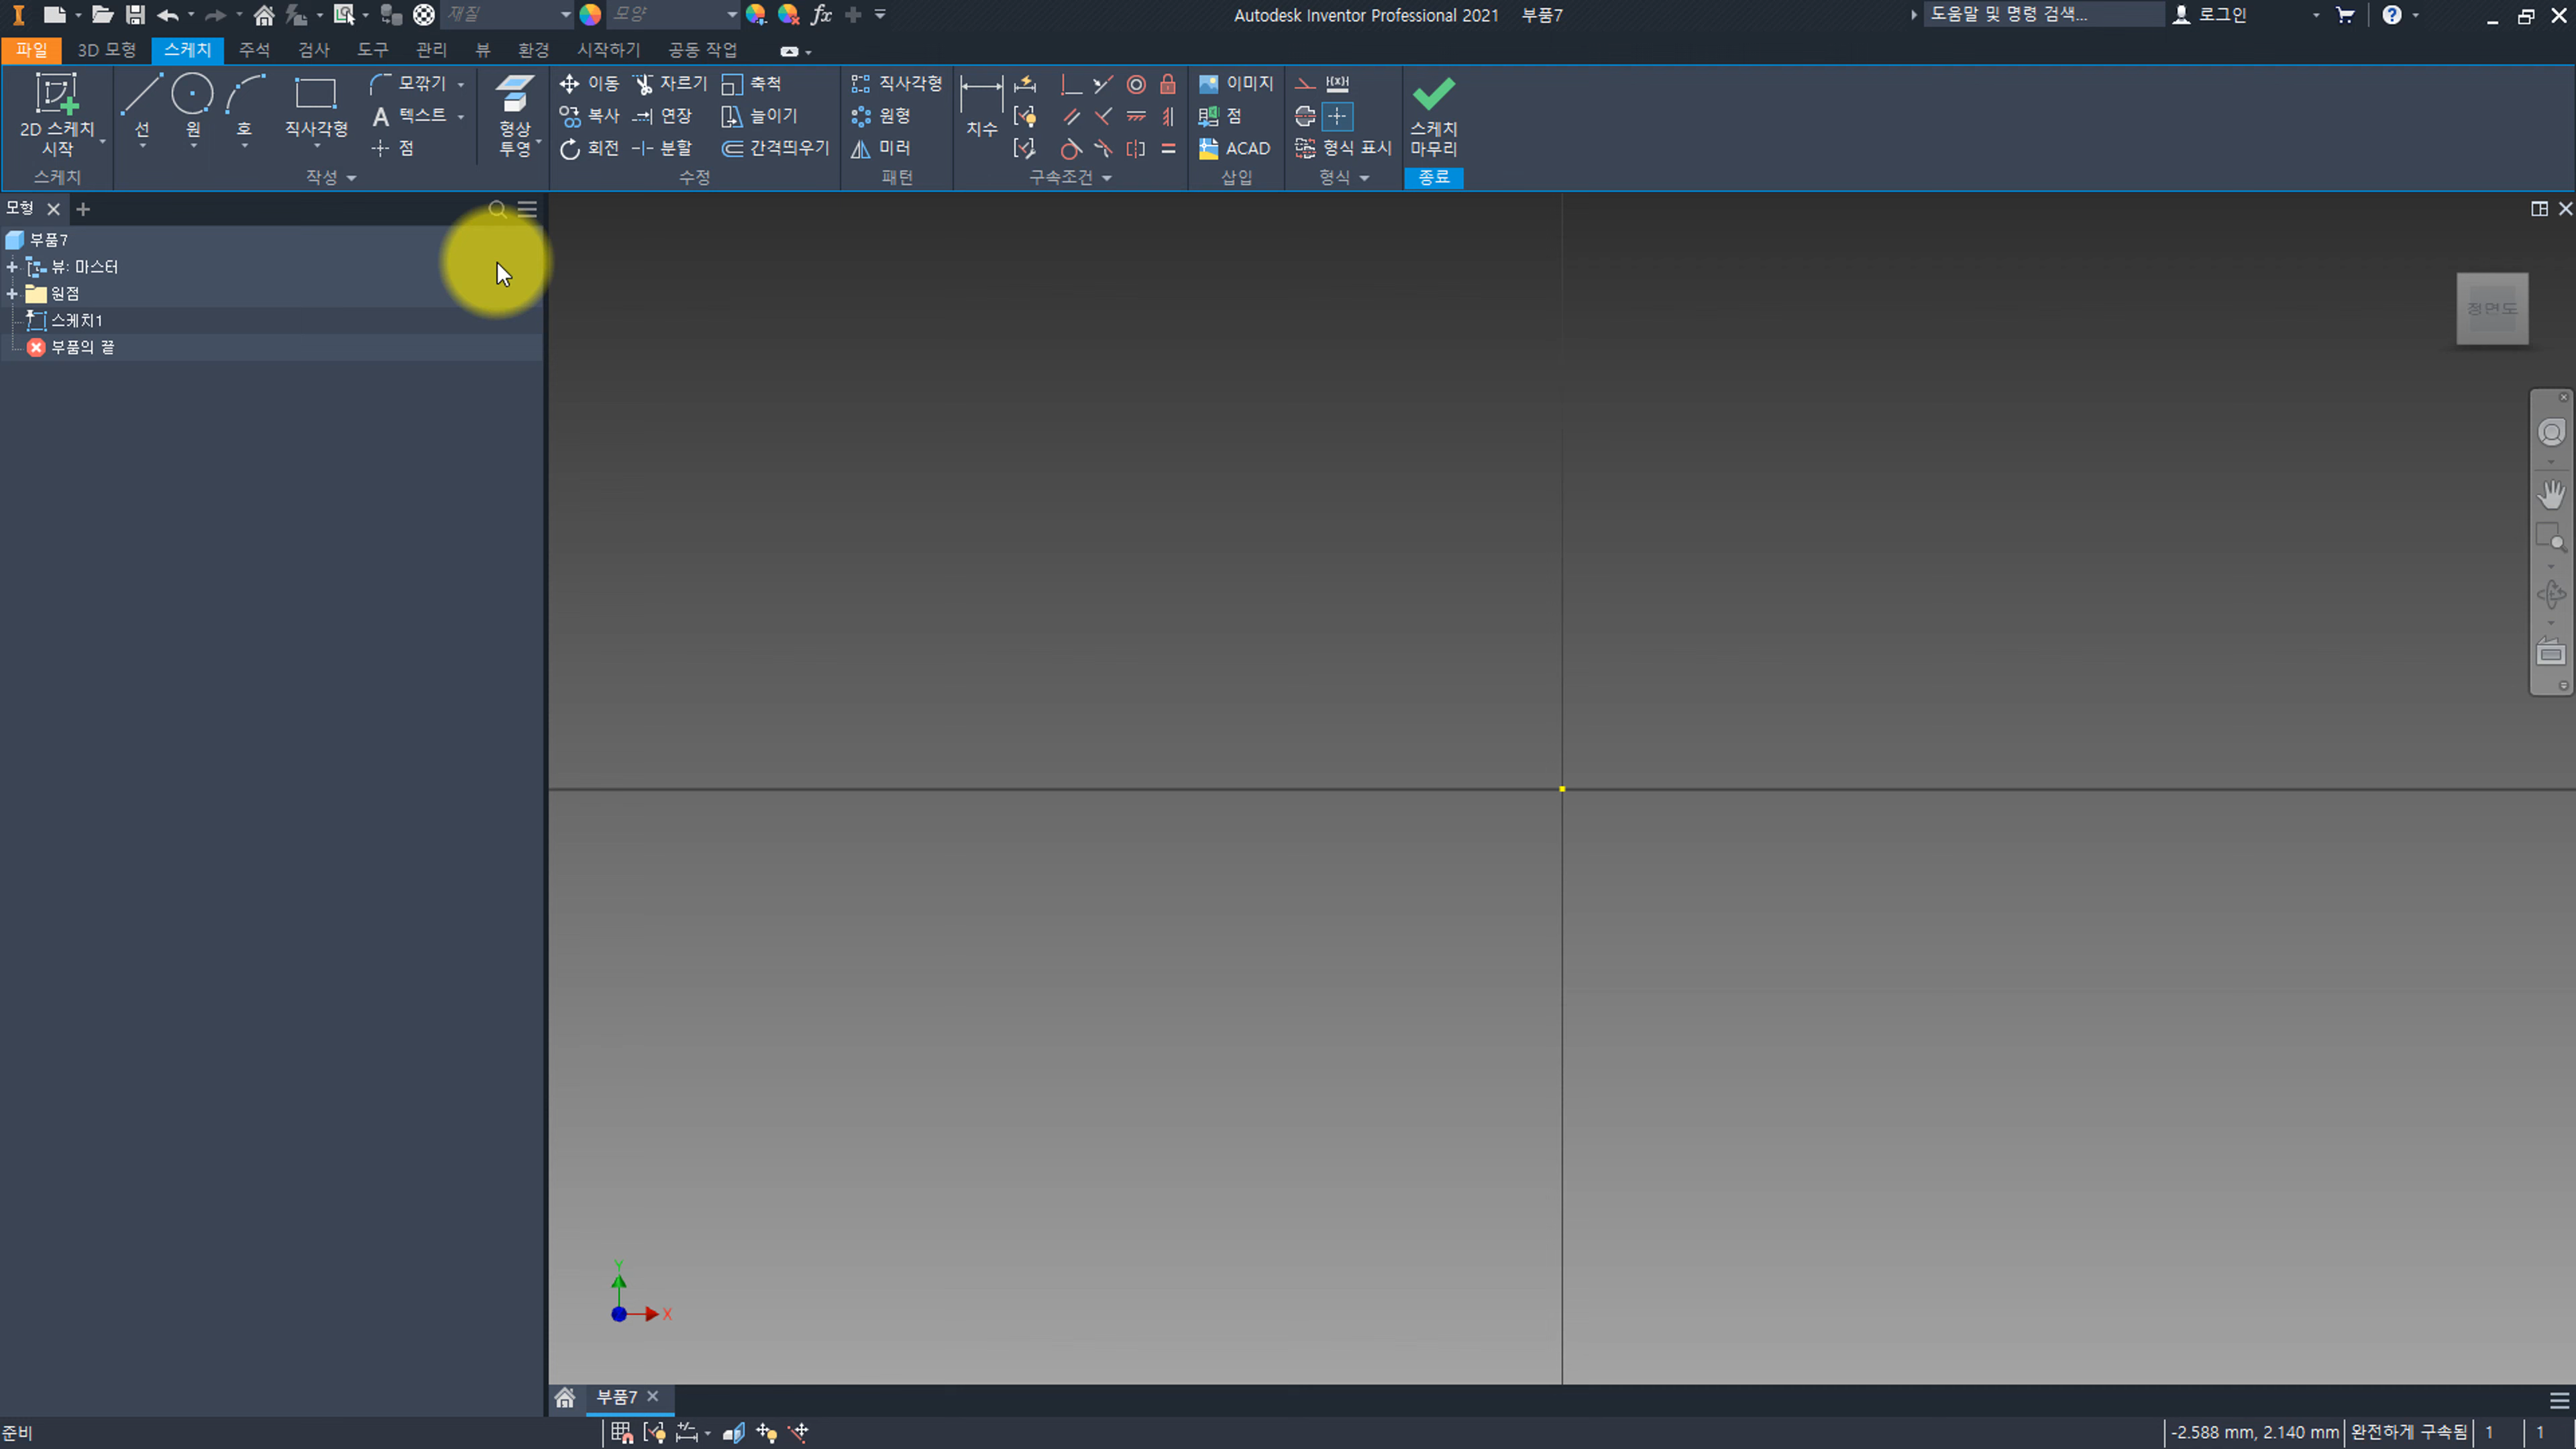 재질 모양 fx Autodesk Inventor Professional 2021 부품7 도움말 및 명령 검색... 로그인
파일 3D 모형 스케치 주석 검사 도구 관리 뷰 환경 시작하기 공동 작업
모깎기 이동 자르기 축척 직사각형 이미지
2D 스케치 선 원 호 직사각형 텍스트 형상 복사 연장 늘이기 원형 치수 점 스케치
시작 점 투영 회전 분할 간격띄우기 미러 ACAD 형식 표시 마무리
스케치 작성 수정 패턴 구속조건 삽입 형식 종료
모형
부품7
뷰: 마스터
원점
스케치1
부품의 끝
정면도
Y
X
부품7
준비 -2.588 mm, 2.140 mm 완전하게 구속됨 1 1